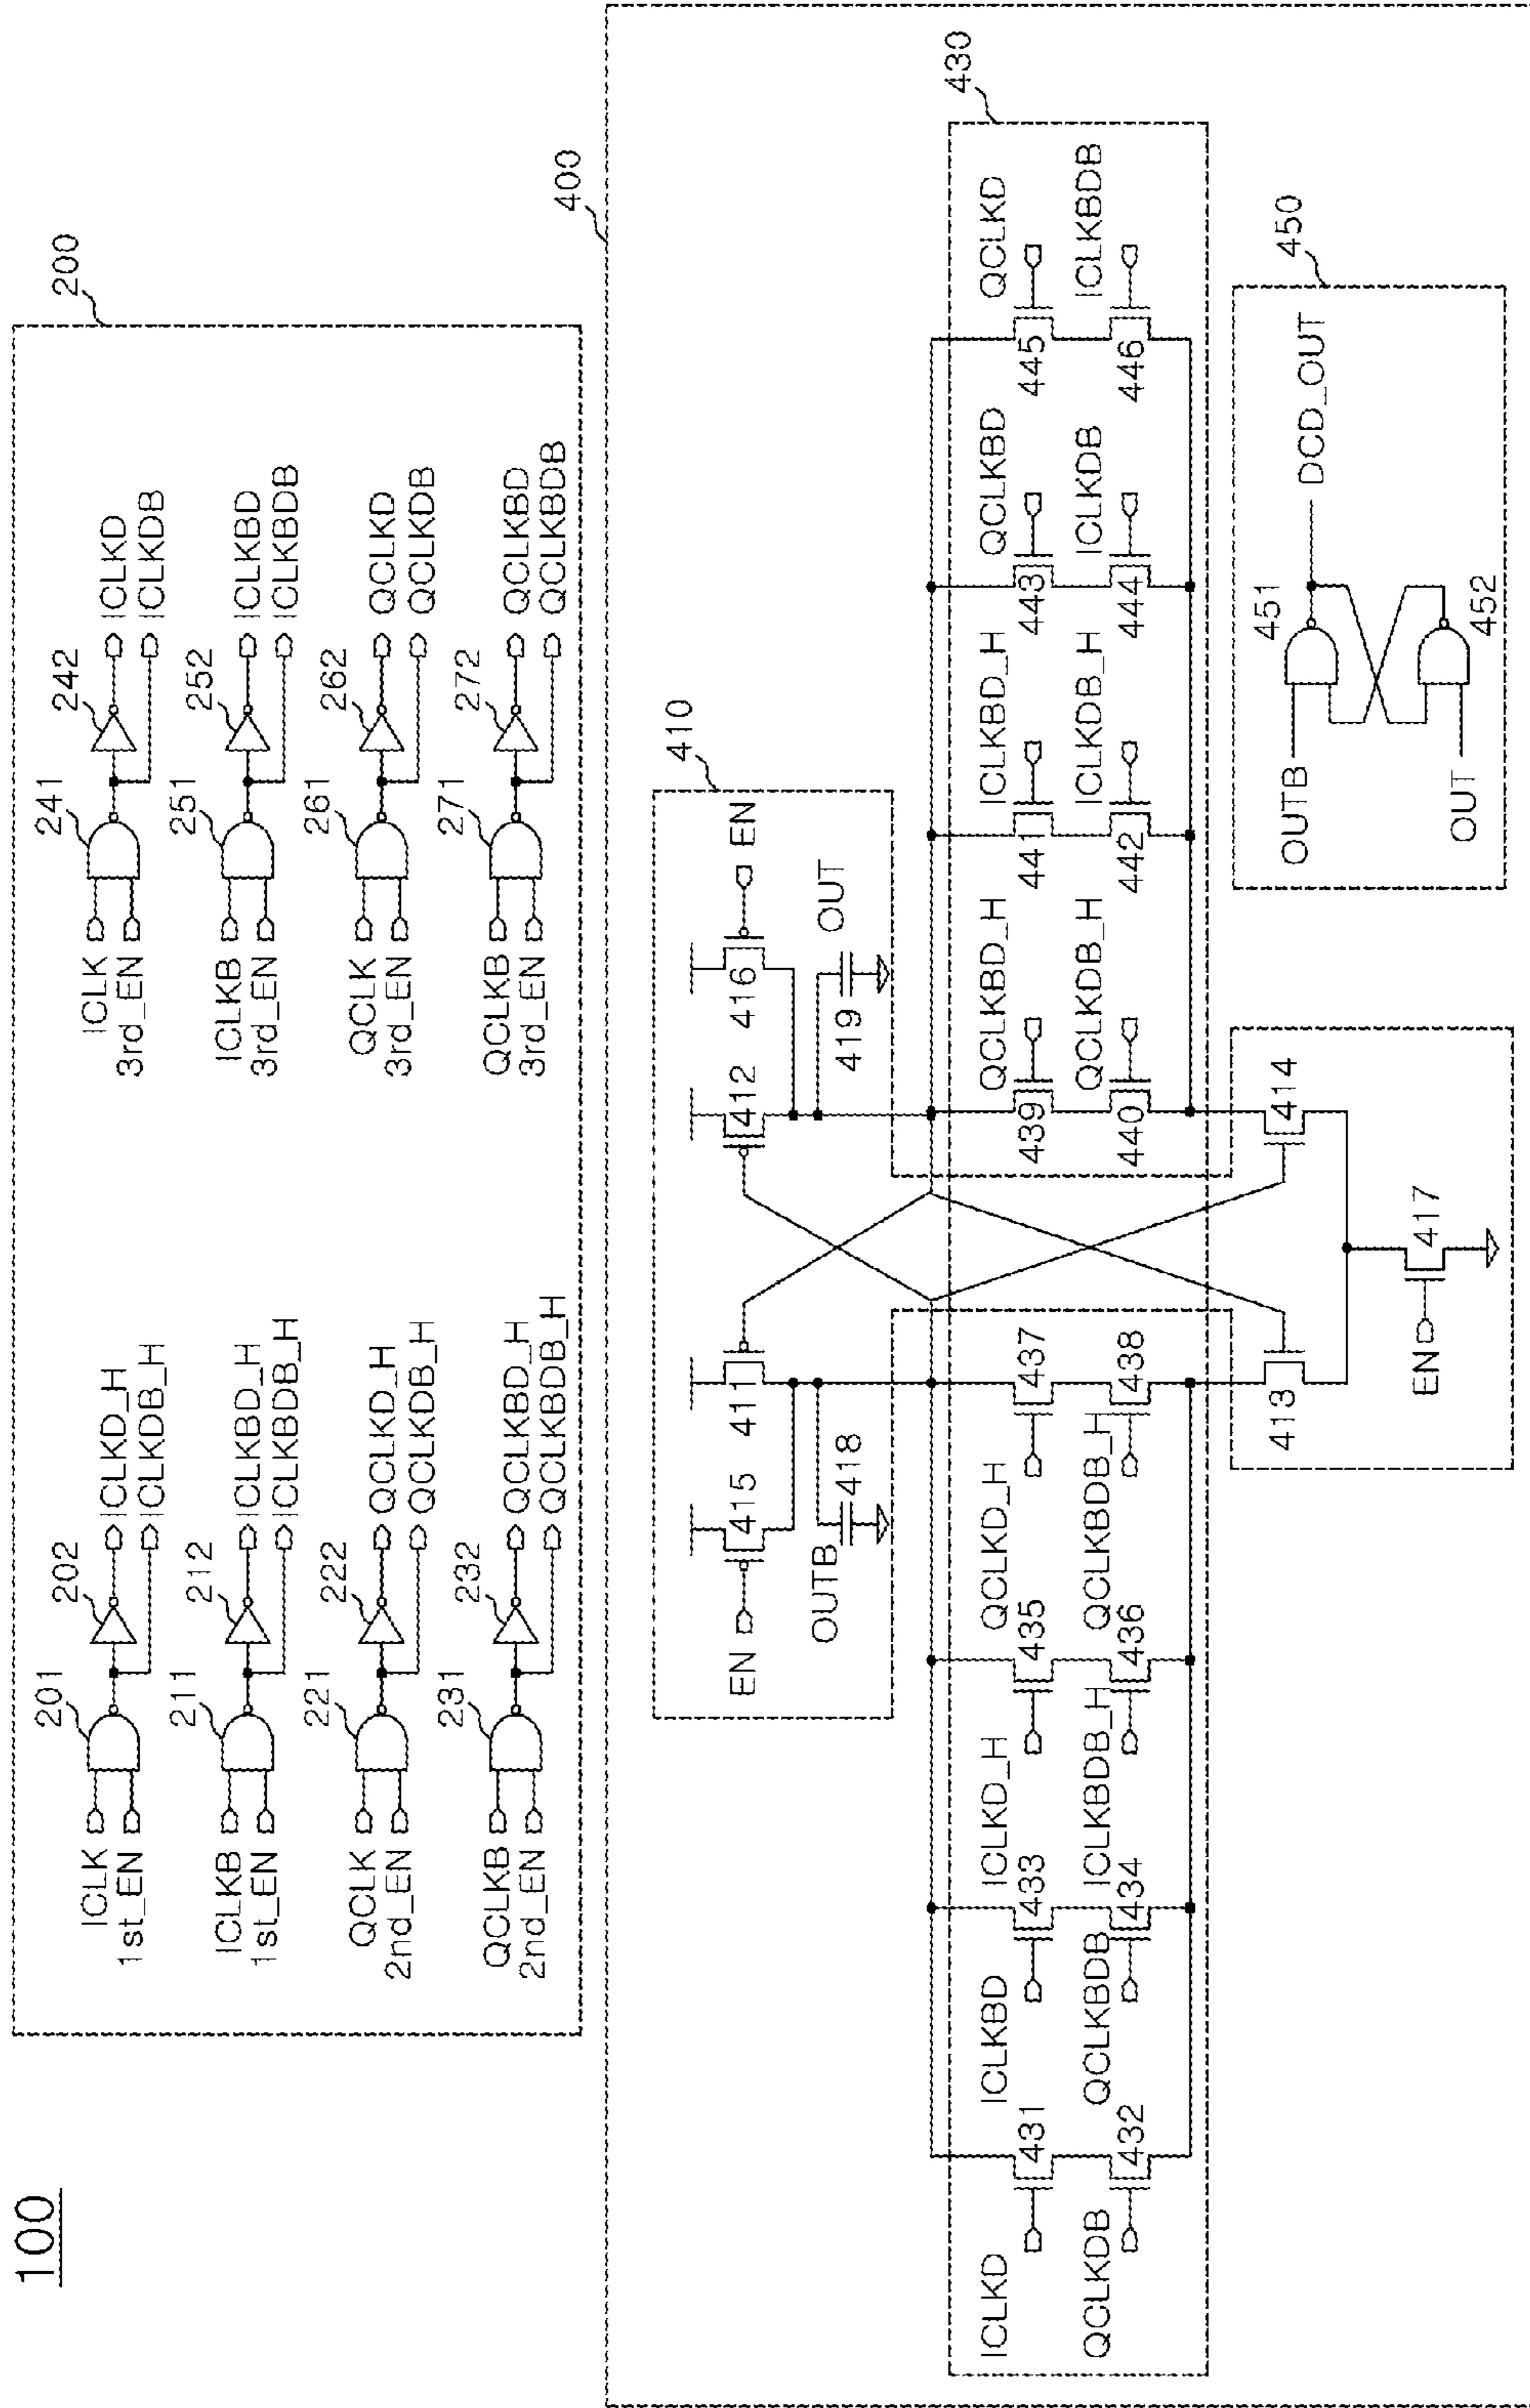 100
200
ICLK
1st_EN
201
202
ICLKD_H
ICLKDB_H
ICLKB
1st_EN
211
212
ICLKBD_H
ICLKBDB_H
QCLK
2nd_EN
221
222
QCLKD_H
QCLKDB_H
QCLKB
2nd_EN
231
232
QCLKBD_H
QCLKBDB_H
ICLK
3rd_EN
241
242
ICLKD
ICLKDB
ICLKB
3rd_EN
251
252
ICLKBD
ICLKBDB
QCLK
3rd_EN
261
262
QCLKD
QCLKDB
QCLKB
3rd_EN
271
272
QCLKBD
QCLKBDB
400
410
EN
415
411
412
416
EN
OUTB
418
419
OUT
430
ICLKD
431
QCLKDB
432
ICLKBD
433
QCLKBDB
434
ICLKD_H
435
ICLKBDB_H
436
QCLKD_H
437
QCLKBDB_H
438
QCLKBD_H
439
QCLKDB_H
440
ICLKBD_H
441
ICLKDB_H
442
QCLKBD
443
ICLKDB
444
QCLKD
445
ICLKBDB
446
413
414
EN
417
450
OUTB
451
DCD_OUT
OUT
452